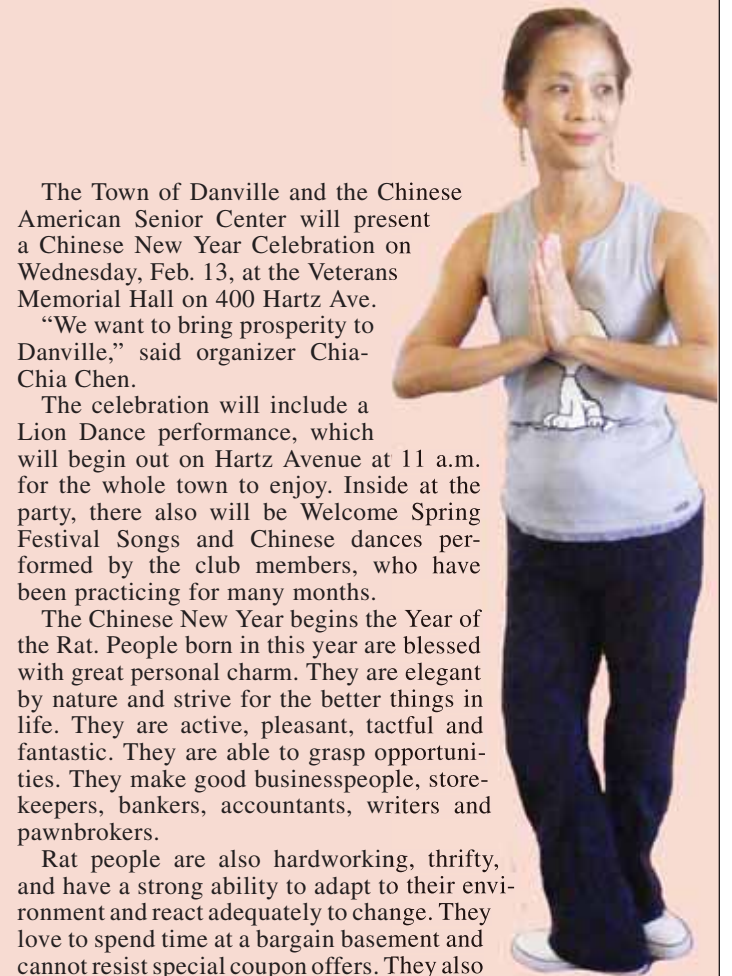 The Town of Danville and the Chinese
American Senior Center will present
a Chinese New Year Celebration on
Wednesday, Feb. 13, at the Veterans
Memorial Hall on 400 Hartz Ave.
“We want to bring prosperity to
Danville,” said organizer Chia-
Chia Chen.
The celebration will include a
Lion Dance performance, which
will begin out on Hartz Avenue at 11 a.m.
for the whole town to enjoy. Inside at the
party, there also will be Welcome Spring
Festival Songs and Chinese dances per-
formed by the club members, who have
been practicing for many months.
The Chinese New Year begins the Year of
the Rat. People born in this year are blessed
with great personal charm. They are elegant
by nature and strive for the better things in
life. They are active, pleasant, tactful and
fantastic. They are able to grasp opportuni-
ties. They make good businesspeople, store-
keepers, bankers, accountants, writers and
pawnbrokers.
Rat people are also hardworking, thrifty,
and have a strong ability to adapt to their envi-
ronment and react adequately to change. They
love to spend time at a bargain basement and
cannot resist special coupon offers. They also